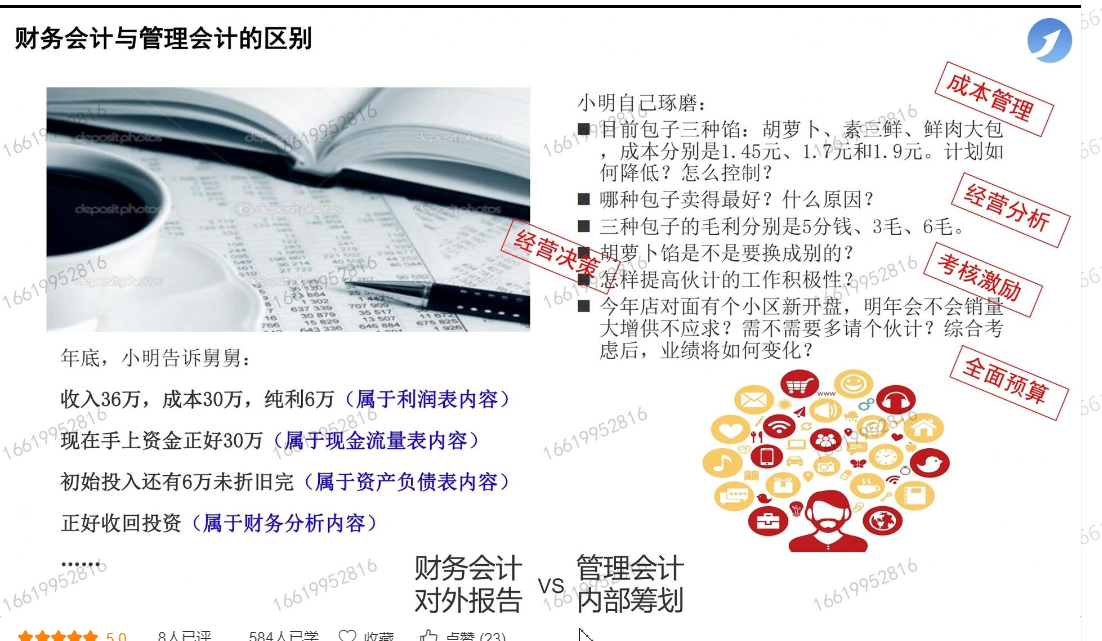 财务会计与管理会计的区别
小明自己琢磨：
■ 目前包子三种馅：胡萝卜、素三鲜、鲜肉大包
，成本分别是1.45元、1.7元和1.9元。计划如
何降低？怎么控制？
■ 哪种包子卖得最好？什么原因？
■ 三种包子的毛利分别是5分钱、3毛、6毛。
■ 胡萝卜馅是不是要换成别的？
■ 怎样提高伙计的工作积极性？
■ 今年店对面有个小区新开盘，明年会不会销量
大增供不应求？需不需要多请个伙计？综合考
虑后，业绩将如何变化？
成本管理
经营分析
经营决策
考核激励
全面预算
年底，小明告诉舅舅：
收入36万，成本30万，纯利6万（属于利润表内容）
现在手上资金正好30万（属于现金流量表内容）
初始投入还有6万未折旧完（属于资产负债表内容）
正好收回投资（属于财务分析内容）
······
财务会计
对外报告
VS
管理会计
内部筹划
16619952816
depositphotos
www
5.0 8人已评 584人已学 收藏 点赞 (23)